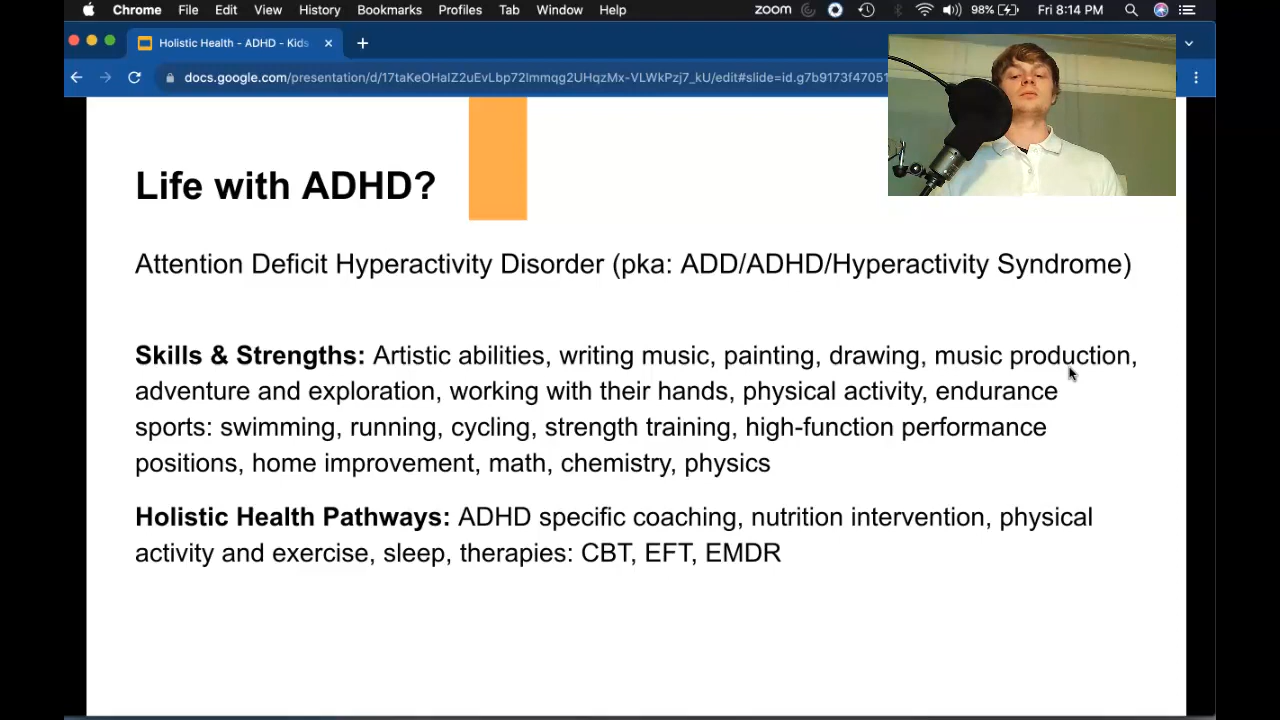 Chrome File Edit View History Bookmarks Profiles Tab Window Help zoom 98% Fri 8:14 PM
Holistic Health - ADHD - Kids
docs.google.com/presentation/d/17taKeOHalZ2uEvLbp72lmmqg2UHqzMx-VLWkPzj7_kU/edit#slide=id.g7b9173f47051
Life with ADHD?
Attention Deficit Hyperactivity Disorder (pka: ADD/ADHD/Hyperactivity Syndrome)
Skills & Strengths: Artistic abilities, writing music, painting, drawing, music production,
adventure and exploration, working with their hands, physical activity, endurance
sports: swimming, running, cycling, strength training, high-function performance
positions, home improvement, math, chemistry, physics
Holistic Health Pathways: ADHD specific coaching, nutrition intervention, physical
activity and exercise, sleep, therapies: CBT, EFT, EMDR